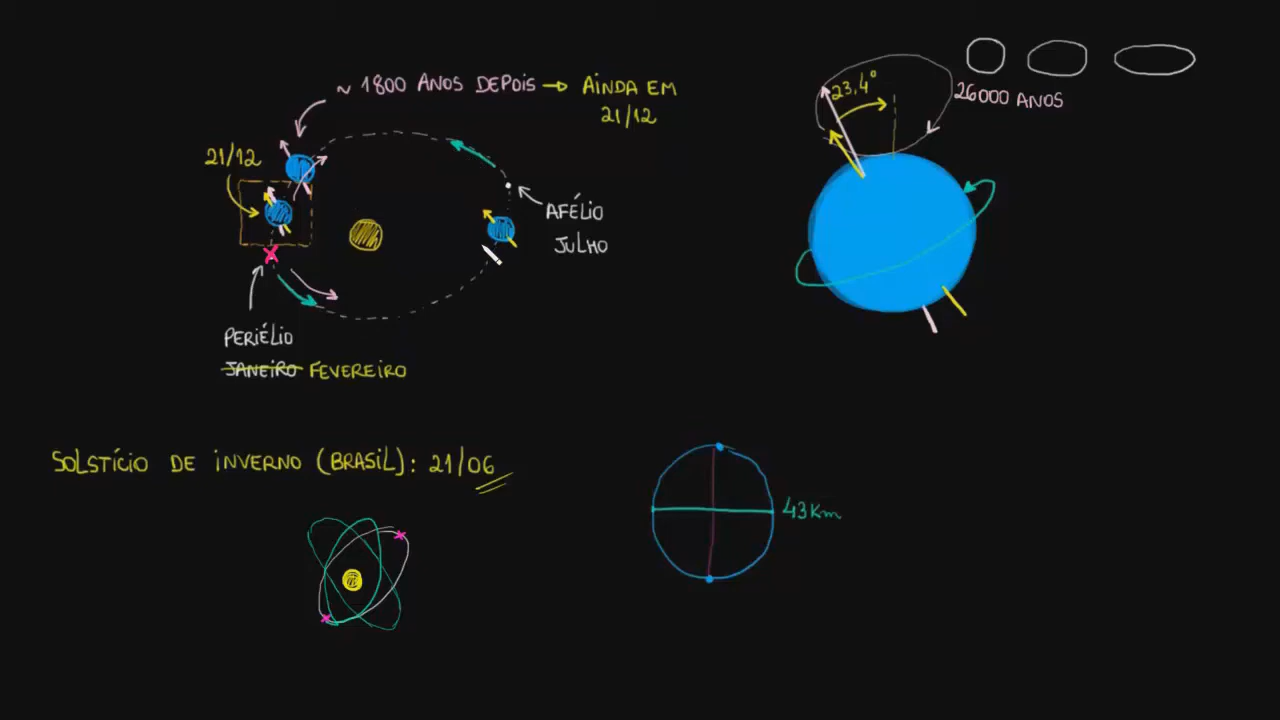 ~ 1800 ANOS DEPOIS → AINDA EM
21/12
23,4°
26000 ANOS
21/12
AFÉLIO
JULHO
PERIÉLIO
JANEIRO FEVEREIRO
SOLSTÍCIO DE INVERNO (BRASIL): 21/06
43Km